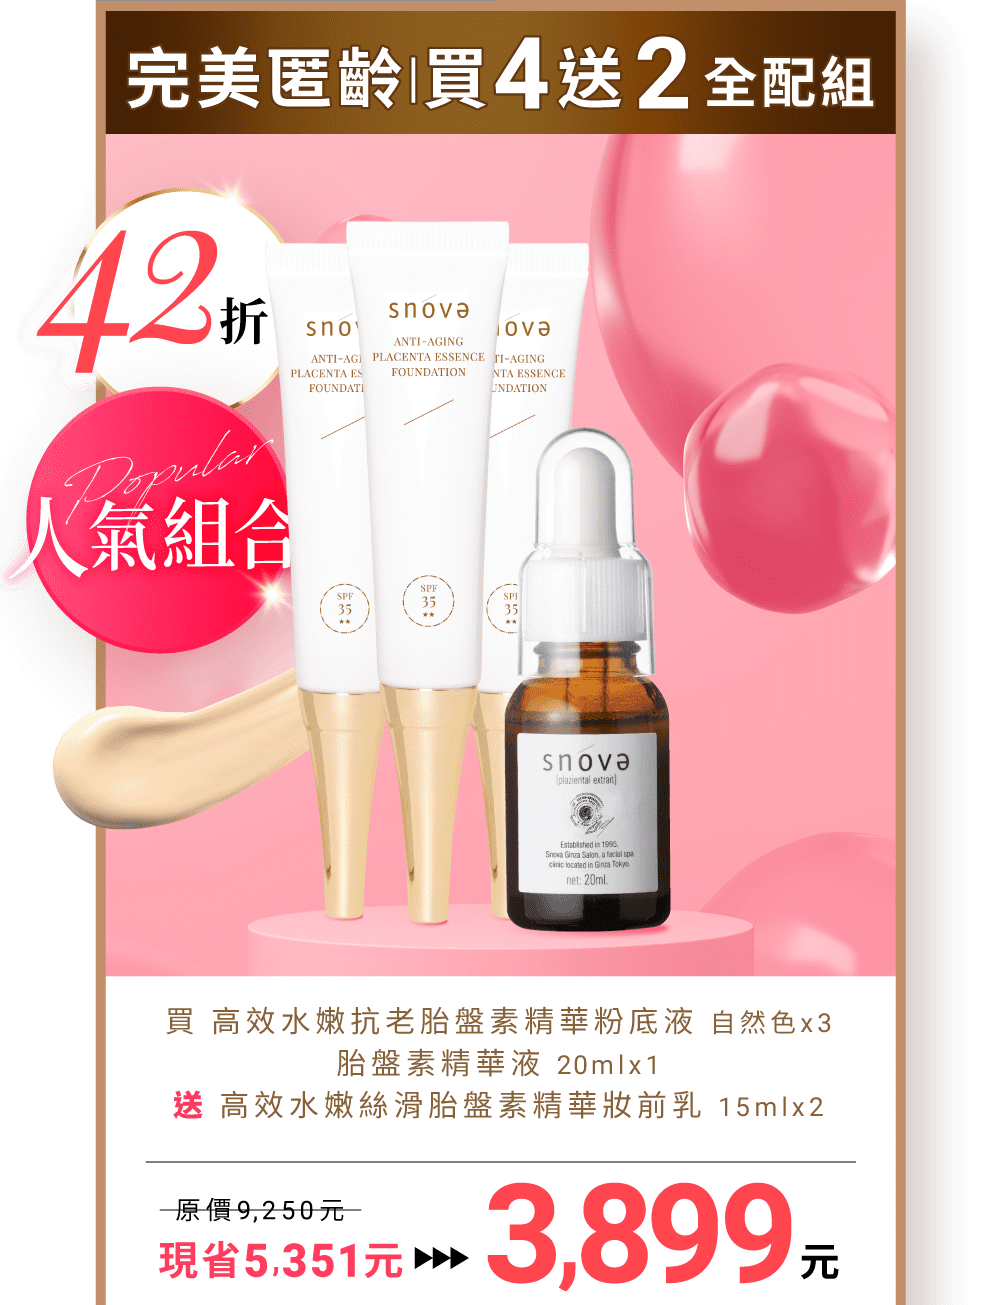 完美匿齡|買4送2全配組
42折
Popular
人氣組合
snova
ANTI-AGING
PLACENTA ESSENCE
FOUNDATION
SPF
35
★★
snova
[plaziental extrait]
Established in 1995.
Snova Ginza Salon, a facial spa
clinic located in Ginza Tokyo.
net: 20ml.
買 高效水嫩抗老胎盤素精華粉底液 自然色x3
胎盤素精華液 20mlx1
送 高效水嫩絲滑胎盤素精華妝前乳 15mlx2
原價9,250元
現省5,351元 ▶▶▶ 3,899元